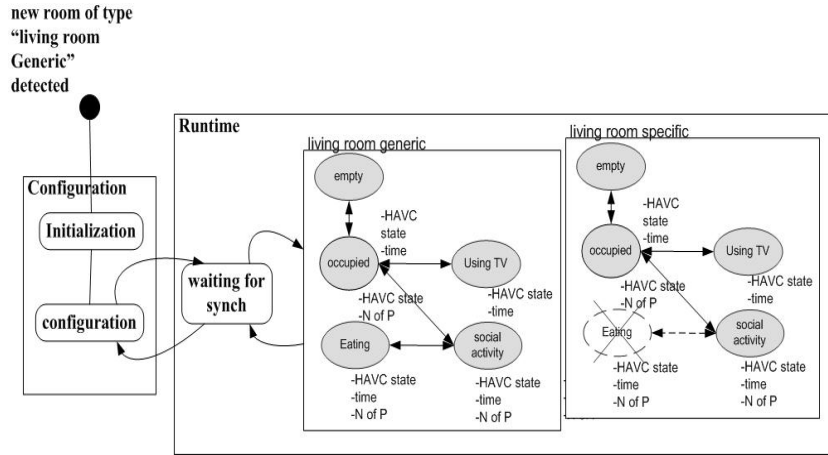 new room of type
“living room
Generic”
detected
Configuration
Initialization
configuration
waiting for
synch
Runtime
living room generic
empty
-HAVC
state
-time
occupied
Using TV
-HAVC state
-N of P
-HAVC state
-time
Eating
social
activity
-HAVC state
-time
-N of P
-HAVC state
-time
-N of P
living room specific
empty
-HAVC
state
-time
occupied
Using TV
-HAVC state
-N of P
-HAVC state
-time
Eating
social
activity
-HAVC state
-time
-N of P
-HAVC state
-time
-N of P